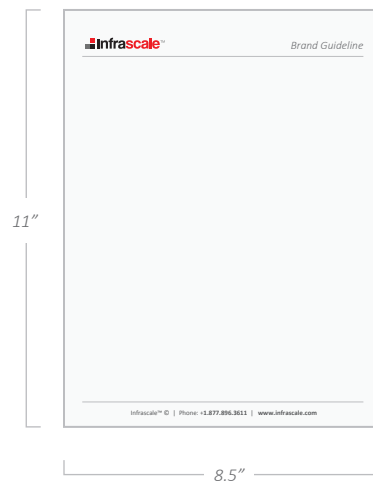 Infrascale™ Brand Guideline
11"
Infrascale™ © | Phone: +1.877.896.3611 | www.infrascale.com
8.5"